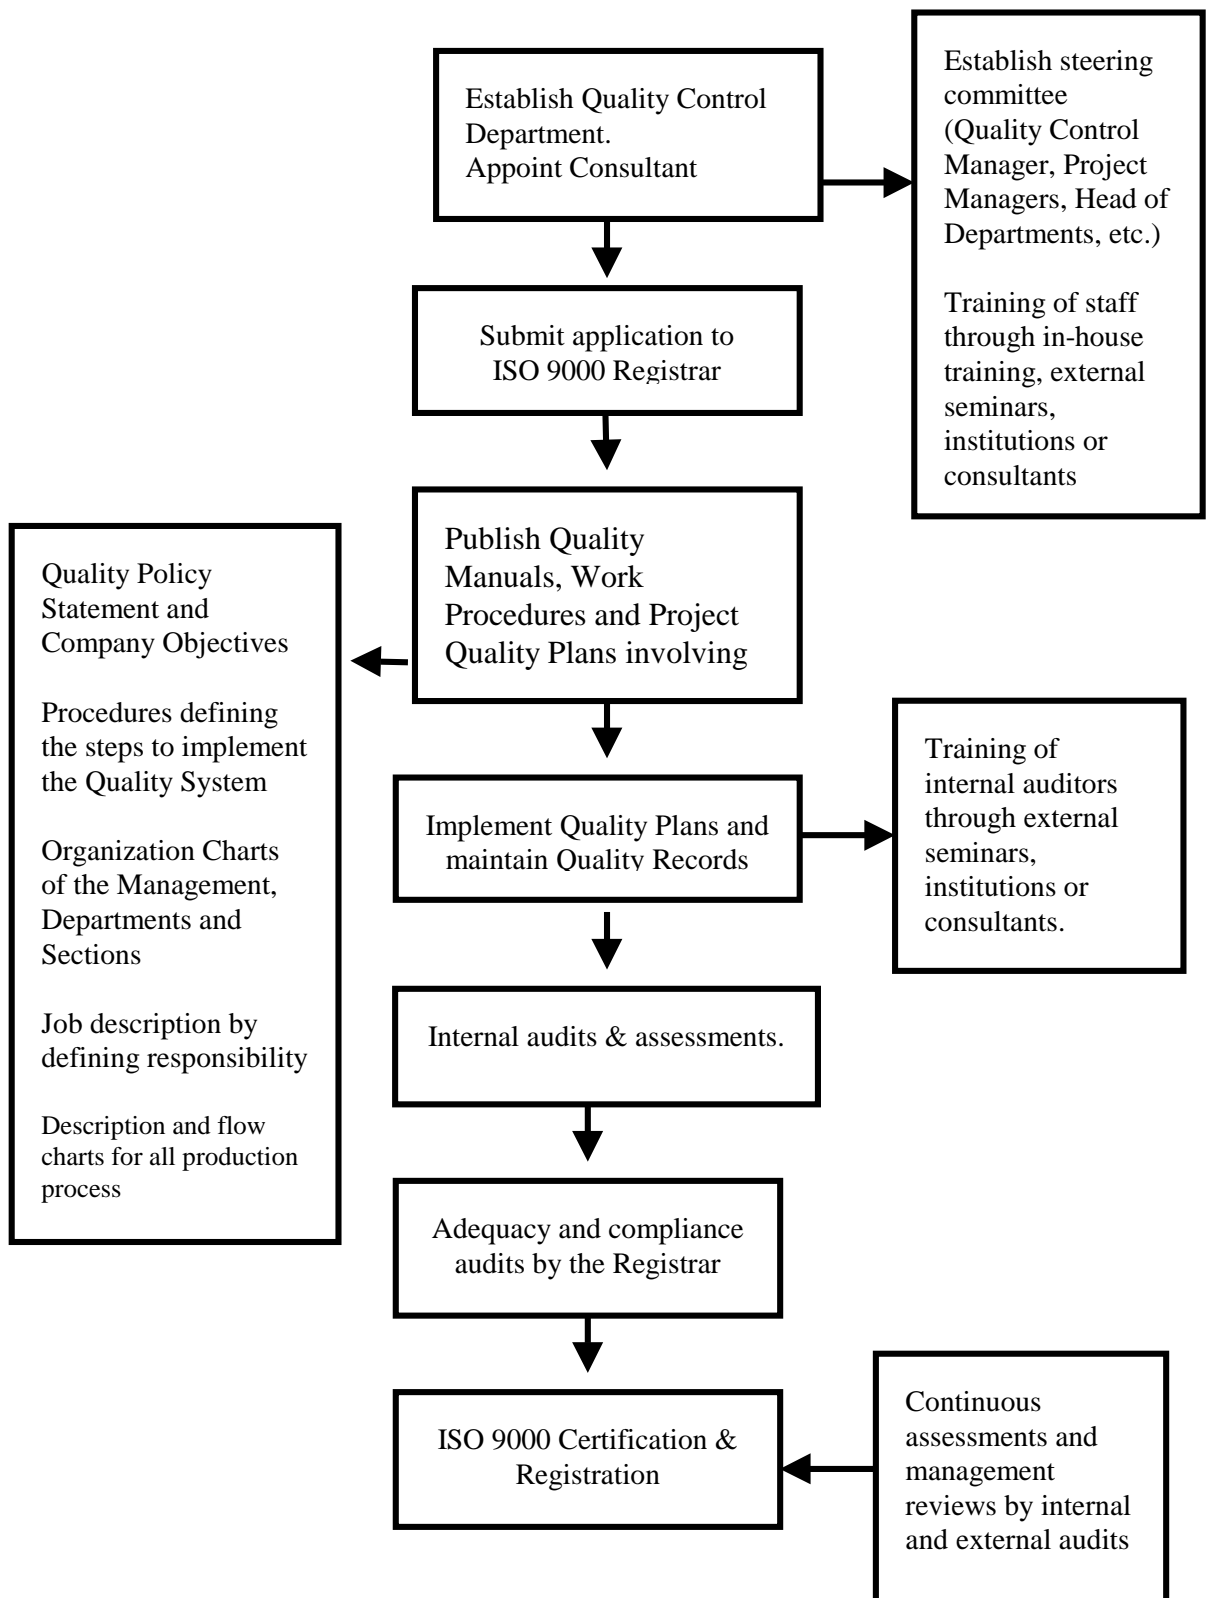 Establish Quality Control
Department.
Appoint Consultant
Establish steering
committee
(Quality Control
Manager, Project
Managers, Head of
Departments, etc.)
Training of staff
through in-house
training, external
seminars,
institutions or
consultants
Submit application to
ISO 9000 Registrar
Publish Quality
Manuals, Work
Procedures and Project
Quality Plans involving
Quality Policy
Statement and
Company Objectives
Procedures defining
the steps to implement
the Quality System
Organization Charts
of the Management,
Departments and
Sections
Job description by
defining responsibility
Description and flow
charts for all production
process
Implement Quality Plans and
maintain Quality Records
Training of
internal auditors
through external
seminars,
institutions or
consultants.
Internal audits & assessments.
Adequacy and compliance
audits by the Registrar
ISO 9000 Certification &
Registration
Continuous
assessments and
management
reviews by internal
and external audits